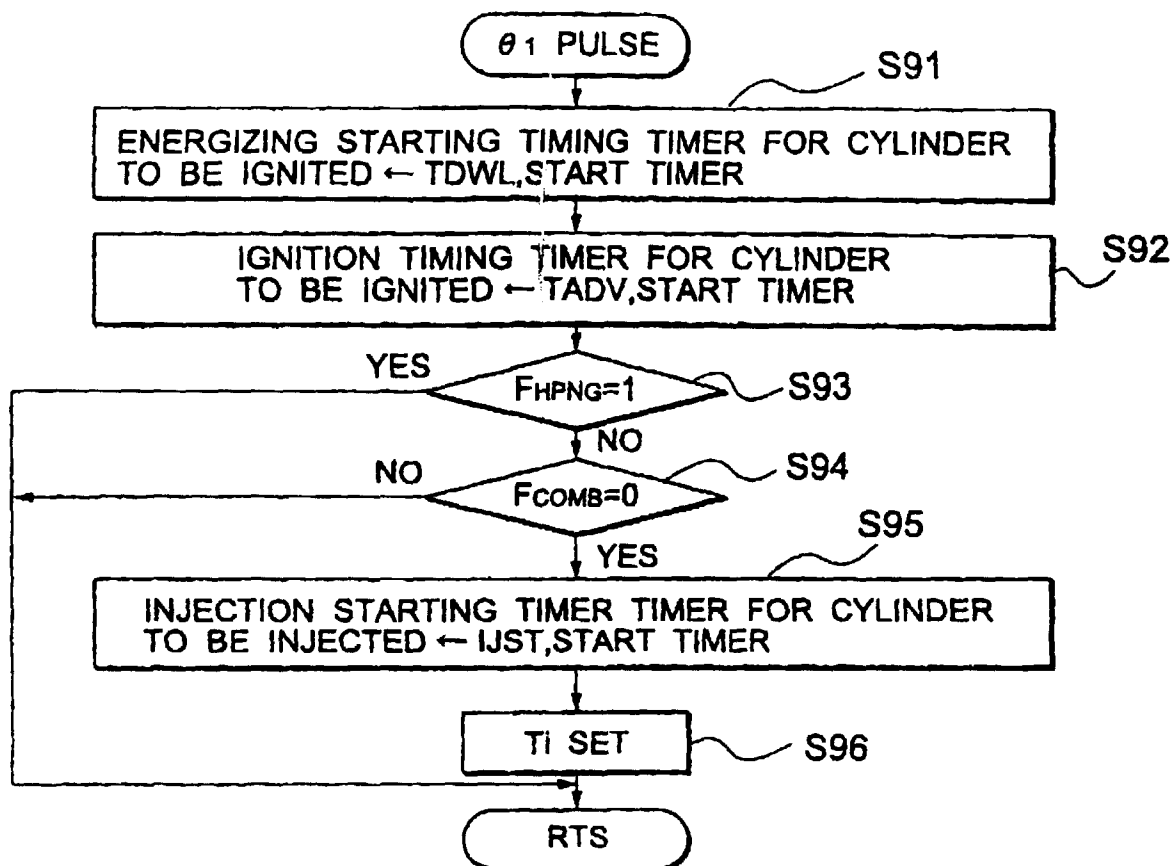 θ1 PULSE
S91
ENERGIZING STARTING TIMING TIMER FOR CYLINDER
TO BE IGNITED ← TDWL,START TIMER
S92
IGNITION TIMING TIMER FOR CYLINDER
TO BE IGNITED ← TADV,START TIMER
YES
FHPNG=1
S93
NO
NO
FCOMB=0
S94
YES
S95
INJECTION STARTING TIMER TIMER FOR CYLINDER
TO BE INJECTED ← IJST,START TIMER
Ti SET
S96
RTS